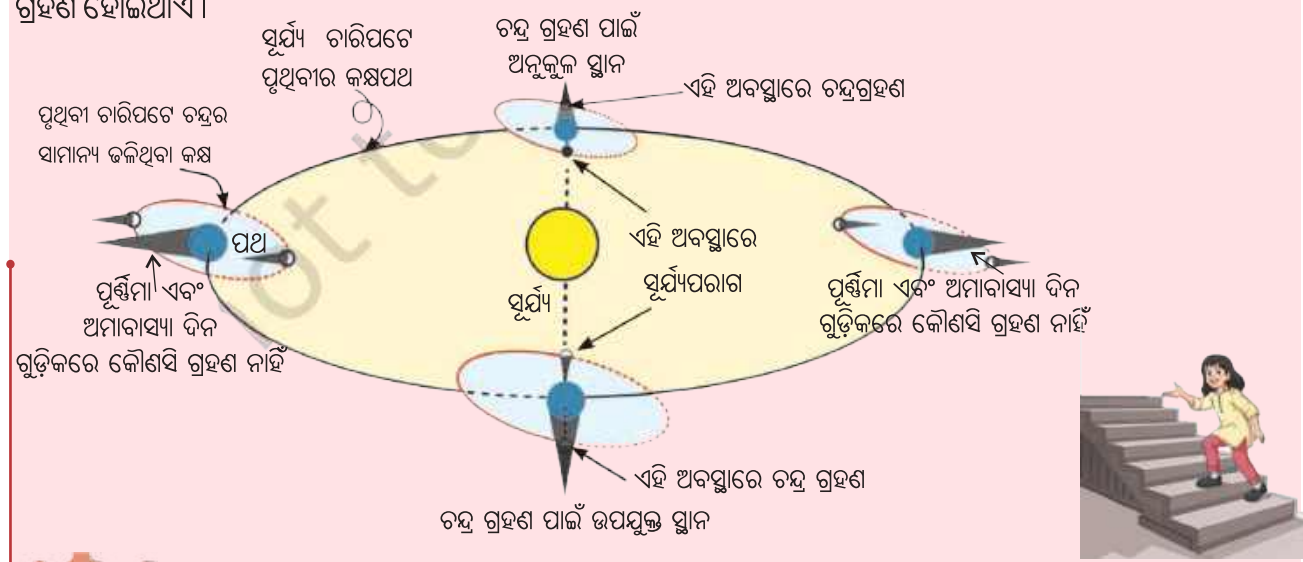 ଗ୍ରହଣ ହୋଇଥାଏ।
ସୂର୍ଯ୍ୟ ଚାରିପଟେ
ପୃଥିବୀର କକ୍ଷପଥ
ଚନ୍ଦ୍ର ଗ୍ରହଣ ପାଇଁ
ଅନୁକୂଳ ସ୍ଥାନ
ଏହି ଅବସ୍ଥାରେ ଚନ୍ଦ୍ରଗ୍ରହଣ
ପୃଥିବୀ ଚାରିପଟେ ଚନ୍ଦ୍ରର
ସାମାନ୍ୟ ଢଳିଥିବା କକ୍ଷ
ପଥ
ଏହି ଅବସ୍ଥାରେ
ସୂର୍ଯ୍ୟପରାଗ
ସୂର୍ଯ୍ୟ
ପୂର୍ଣ୍ଣିମା ଏବଂ
ଅମାବାସ୍ୟା ଦିନ
ଗୁଡ଼ିକରେ କୌଣସି ଗ୍ରହଣ ନାହିଁ
ପୂର୍ଣ୍ଣିମା ଏବଂ ଅମାବାସ୍ୟା ଦିନ
ଗୁଡ଼ିକରେ କୌଣସି ଗ୍ରହଣ ନାହିଁ
ଏହି ଅବସ୍ଥାରେ ଚନ୍ଦ୍ର ଗ୍ରହଣ
ଚନ୍ଦ୍ର ଗ୍ରହଣ ପାଇଁ ଉପଯୁକ୍ତ ସ୍ଥାନ